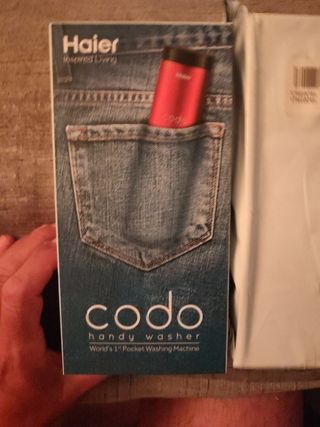 Haier
Inspired Living
Haier
codo
codo
handy washer
World's 1st Pocket Washing Machine